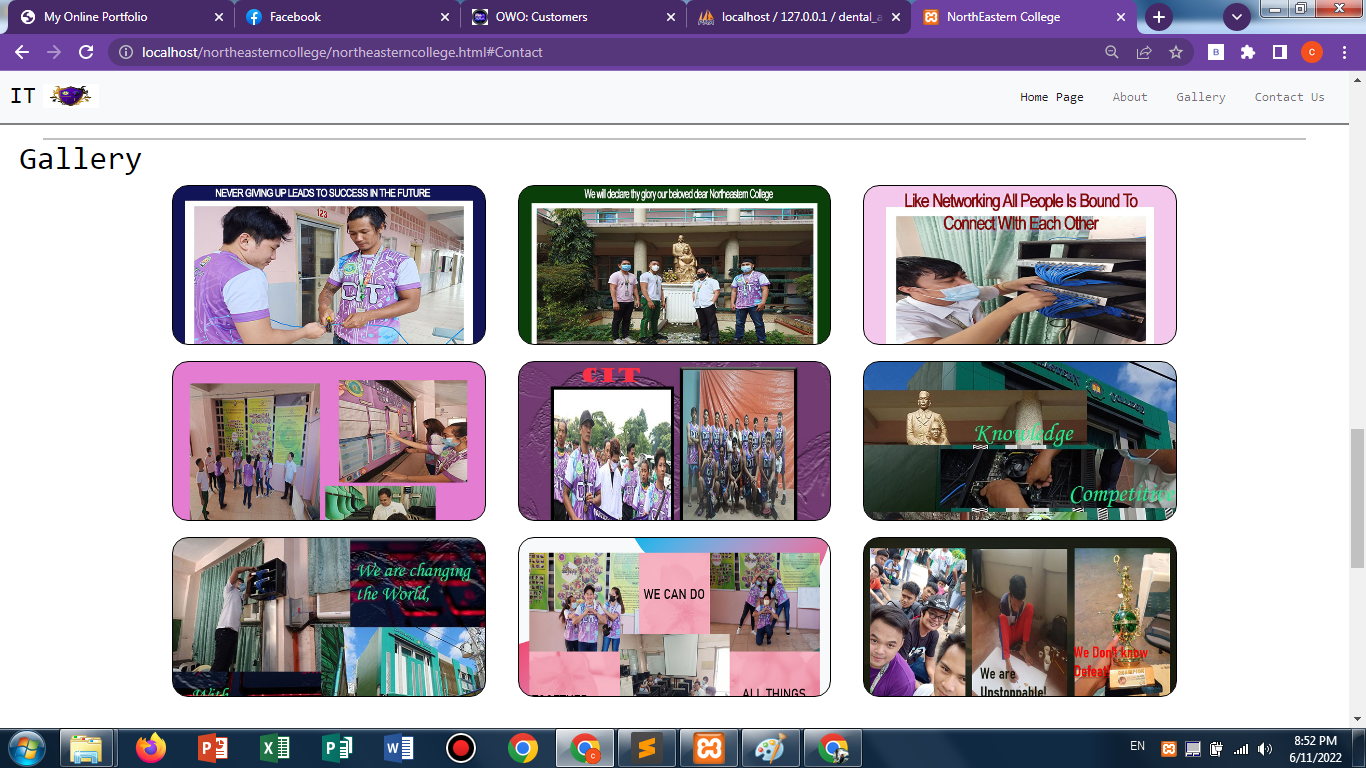 My Online Portfolio
Facebook
OWO: Customers
localhost / 127.0.0.1 / dental_a
NorthEastern College
localhost/northeasterncollege/northeasterncollege.html#Contact
B
C
IT
Home Page
About
Gallery
Contact Us
Gallery
NEVER GIVING UP LEADS TO SUCCESS IN THE FUTURE
123
CIT
We will declare thy glory our beloved dear Northeastern College
Like Networking All People Is Bound To
Connect With Each Other
CIT
Knowledge
Competitive
We are changing
the World,
With
WE CAN DO
TOGETHER
ALL THINGS
We are
Unstoppable!
We Don't know
Defeat!
CHAMPION
EN
8:52 PM
6/11/2022